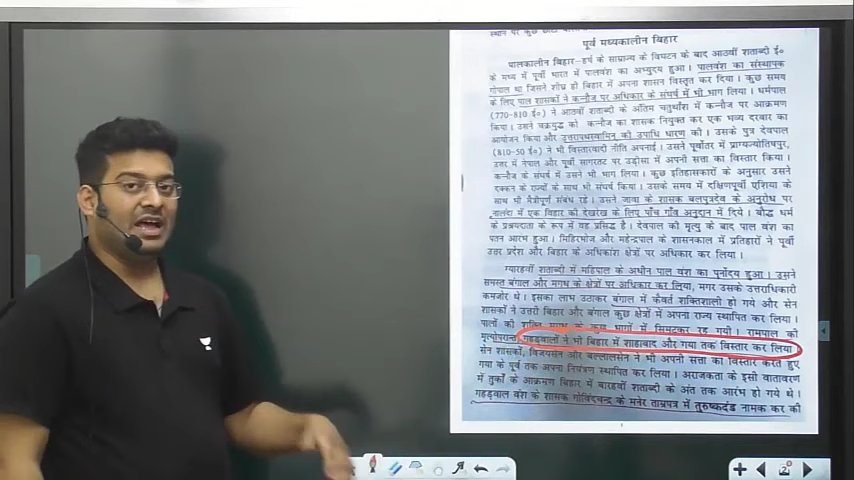 स्थान पर कुछ
पूर्व मध्यकालीन बिहार
पालकालीन बिहार–हर्ष के साम्राज्य के विघटन के बाद आठवीं शताब्दी ई०
के मध्य में पूर्वी भारत में पालवंश का अभ्युदय हुआ । पालवंश का संस्थापक
गोपाल था जिसने शीघ्र ही बिहार में अपना शासन विस्तृत कर दिया । कुछ समय
के लिए पाल शासकों ने कन्नौज पर अधिकार के संघर्ष में भी भाग लिया । धर्मपाल
(770-810 ई०) ने आठवीं शताब्दी के अंतिम चतुर्थांश में कन्नौज पर आक्रमण
किया । उसने चक्रयुद्ध को कन्नौज का शासक नियुक्त कर एक भव्य दरबार का
आयोजन किया और उत्तरापथस्वामिन की उपाधि धारण की । उसके पुत्र देवपाल
(810-50 ई०) ने भी विस्तारवादी नीति अपनाई । उसने पूर्वोत्तर में प्राग्ज्योतिषपुर,
उत्तर में नेपाल और पूर्वी सागरतट पर उड़ीसा में अपनी सत्ता का विस्तार किया ।
कन्नौज के संघर्ष में उसने भी भाग लिया । कुछ इतिहासकारों के अनुसार उसने
दक्कन के राज्यों के साथ भी संघर्ष किया । उसके समय में दक्षिणपूर्वी एशिया के
साथ भी मैत्रीपूर्ण संबंध रहे । उसने जावा के शासक बलपुत्रदेव के अनुरोध पर
नालंदा में एक विहार की देखरेख के लिए पाँच गाँव अनुदान में दिये । बौद्ध धर्म
के प्रश्रयदाता के रूप में वह प्रसिद्ध है । देवपाल की मृत्यु के बाद पाल वंश का
पतन आरंभ हुआ । मिहिरभोज और महेन्द्रपाल के शासनकाल में प्रतिहारों ने पूर्वी
उत्तर प्रदेश और बिहार के अधिकांश क्षेत्रों पर अधिकार कर लिया ।
ग्यारहवीं शताब्दी में महिपाल के अधीन पाल वंश का पुर्नोदय हुआ । उसने
समस्त बंगाल और मगध के क्षेत्रों पर अधिकार कर लिया, मगर उसके उत्तराधिकारी
कमजोर थे । इसका लाभ उठाकर बंगाल में कैवर्त शक्तिशाली हो गये और सेन
शासकों ने उत्तरी बिहार और बंगाल कुछ क्षेत्रों में अपना राज्य स्थापित कर लिया ।
पालों की शक्ति मगध के कुछ भागों में सिमटकर रह गयी । रामपाल की
मृत्योपरान्त गहड़वालों ने भी बिहार में शाहाबाद और गया तक विस्तार कर लिया ।
सेन शासकों, विजयसेन और बल्लालसेन ने भी अपनी सत्ता का विस्तार करते हुए
गया के पूर्व तक अपना नियंत्रण स्थापित कर लिया । अराजकता के इसी वातावरण
में तुर्कों के आक्रमण बिहार में बारहवीं शताब्दी के अंत तक आरंभ हो गये थे ।
गहड़वाल वंश के शासक गोविंदचन्द्र के मनेर ताम्रपत्र में तुरुष्कदंड नामक कर की